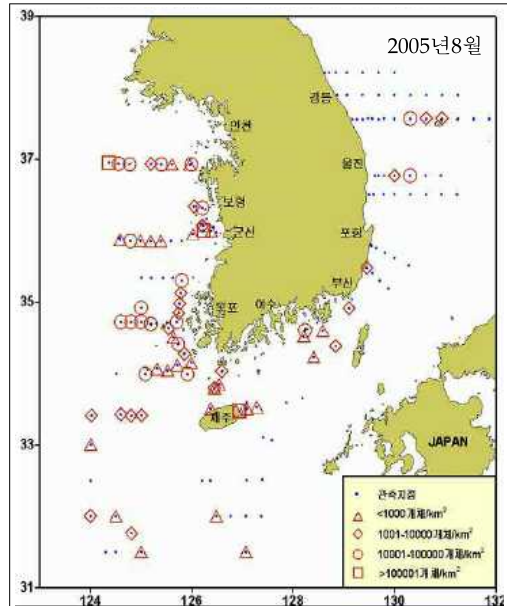 39
2005년8월
강릉
인천
37
울진
보령
군산
포항
부산
35
목포
여수
제주
JAPAN
33
관측지점
<1000개체/km²
1001-10000개체/km²
10001-100000개체/km²
>100001개체/km²
31
124
126
128
130
132